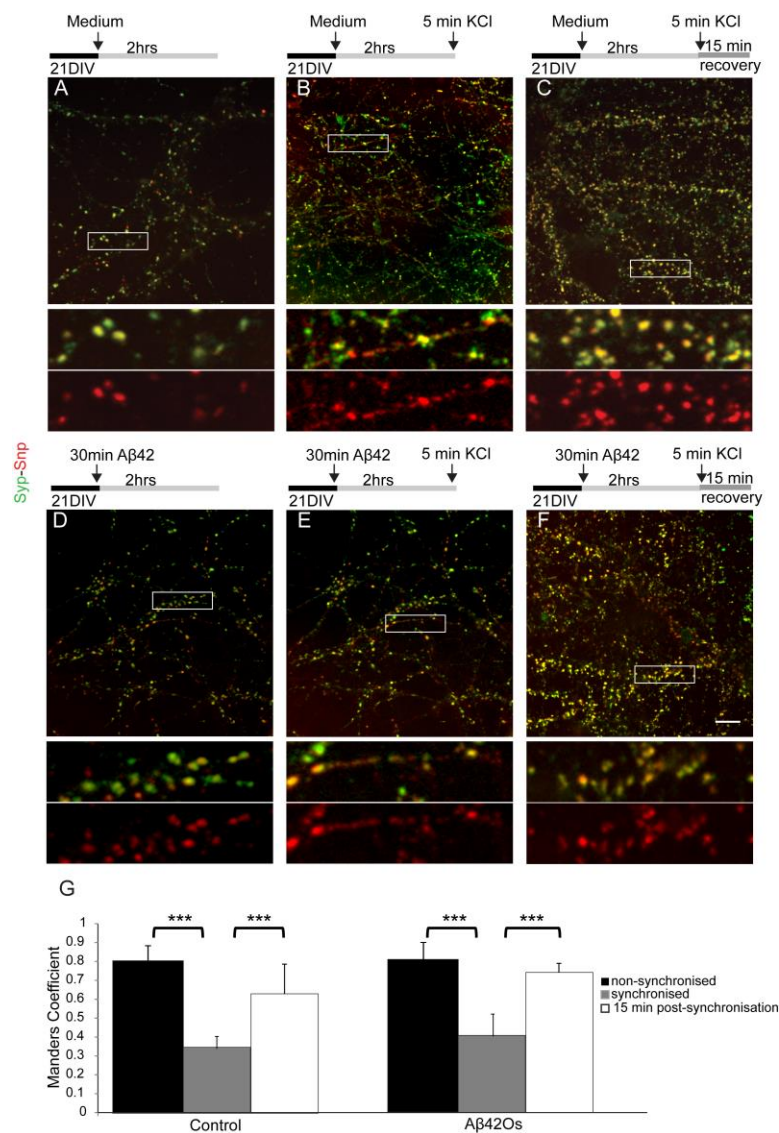 Medium
2hrs
21DIV
A
Medium
5 min KCl
2hrs
21DIV
B
Medium
5 min KCl
2hrs
15 min
21DIV
recovery
C
Syp-Snp
30min Aβ42
2hrs
21DIV
D
30min Aβ42
5 min KCl
2hrs
21DIV
E
30min Aβ42
5 min KCl
2hrs
15 min
21DIV
recovery
F
G
Manders Coefficient
1
0.9
0.8
0.7
0.6
0.5
0.4
0.3
0.2
0.1
0
***
***
***
***
non-synchronised
synchronised
15 min post-synchronisation
Control
Aβ42Os